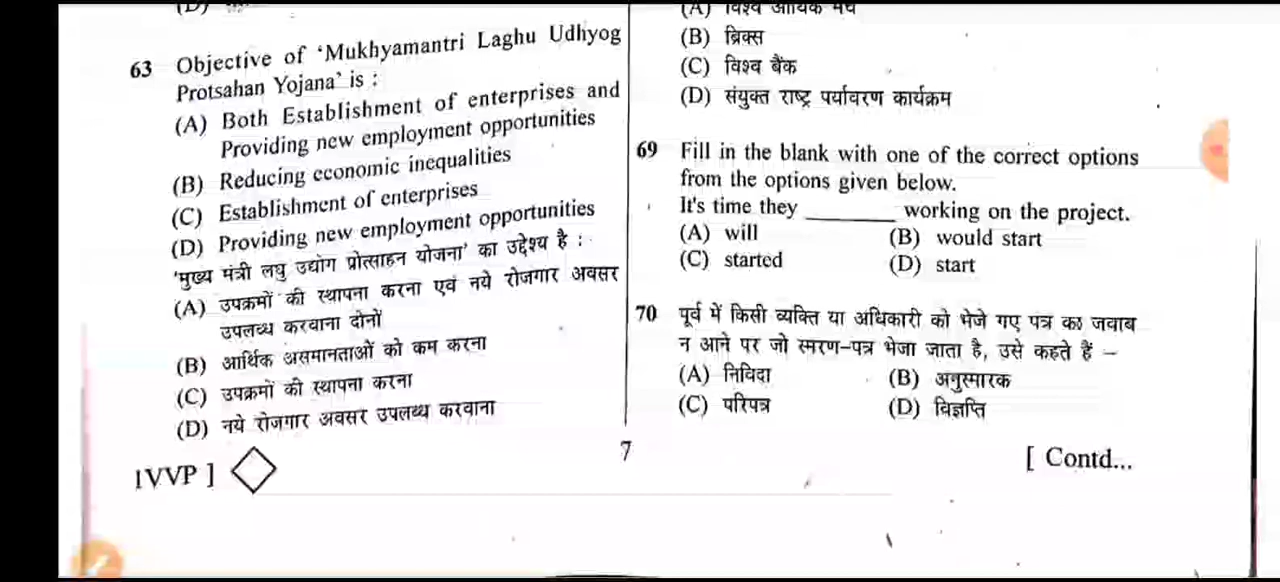 63 Objective of 'Mukhyamantri Laghu Udhyog
Protsahan Yojana' is :
(A) Both Establishment of enterprises and
Providing new employment opportunities
(B) Reducing economic inequalities
(C) Establishment of enterprises
(D) Providing new employment opportunities
'मुख्य मंत्री लघु उद्योग प्रोत्साहन योजना' का उद्देश्य है :
(A) उपक्रमों की स्थापना करना एवं नये रोजगार अवसर
उपलब्ध करवाना दोनों
(B) आर्थिक असमानताओं को कम करना
(C) उपक्रमों की स्थापना करना
(D) नये रोजगार अवसर उपलब्ध करवाना
(A) विश्व आर्थिक मंच
(B) ब्रिक्स
(C) विश्व बैंक
(D) संयुक्त राष्ट्र पर्यावरण कार्यक्रम
69 Fill in the blank with one of the correct options
from the options given below.
It's time they ________ working on the project.
(A) will (B) would start
(C) started (D) start
70 पूर्व में किसी व्यक्ति या अधिकारी को भेजे गए पत्र का जवाब
न आने पर जो स्मरण-पत्र भेजा जाता है, उसे कहते हैं –
(A) निविदा (B) अनुस्मारक
(C) परिपत्र (D) विज्ञप्ति
1VVP ] 7 [ Contd...